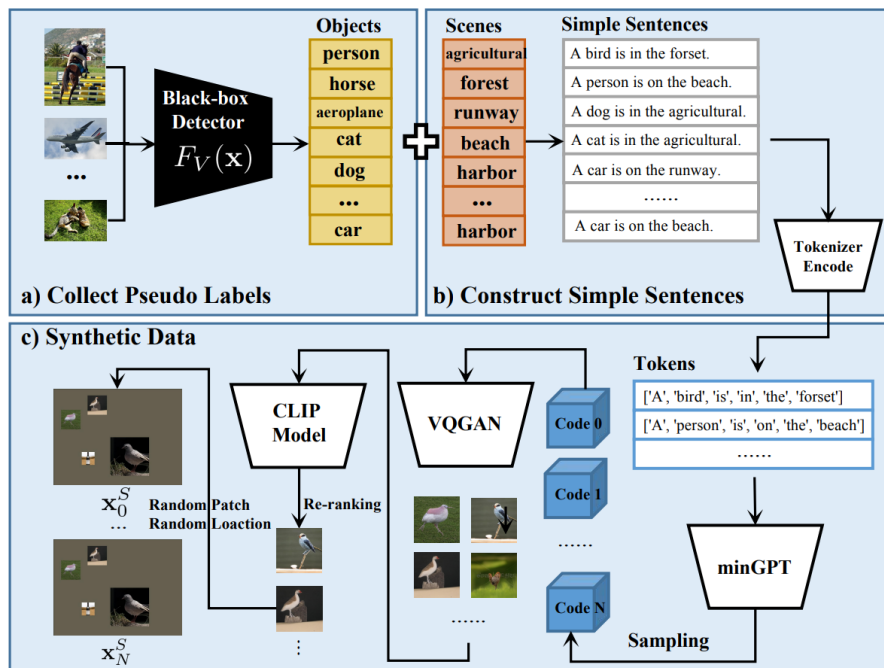 Objects
person
horse
aeroplane
cat
dog
...
car
Black-box
Detector
F_V(x)
...
a) Collect Pseudo Labels
Scenes
agricultural
forest
runway
beach
harbor
...
harbor
Simple Sentences
A bird is in the forset.
A person is on the beach.
A dog is in the agricultural.
A cat is in the agricultural.
A car is on the runway.
......
A car is on the beach.
Tokenizer
Encode
b) Construct Simple Sentences
c) Synthetic Data
Tokens
['A', 'bird', 'is', 'in', 'the', 'forset']
['A', 'person', 'is', 'on', 'the', 'beach']
......
minGPT
Sampling
Code 0
Code 1
......
Code N
VQGAN
......
CLIP
Model
Re-ranking
⋮
x_0^S
Random Patch
...
Random Loaction
x_N^S